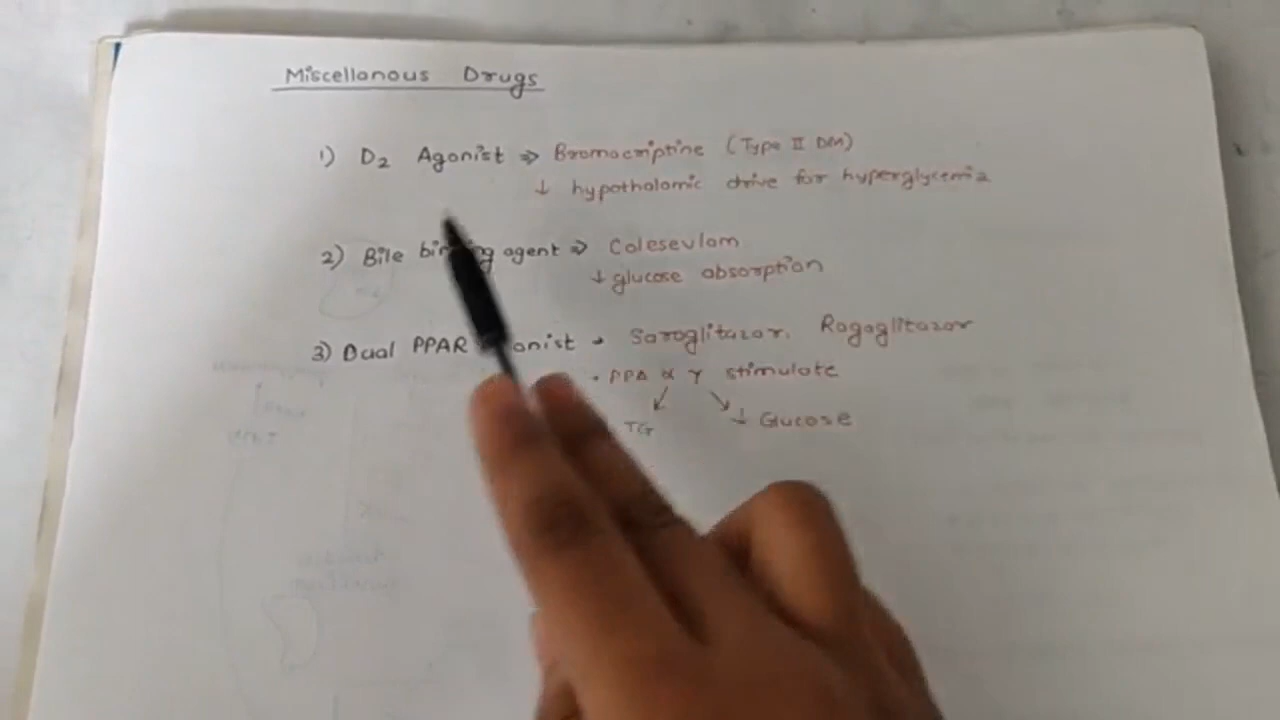 Miscellanous Drugs
1) D2 Agonist ⇒ Bromocriptine (Type II DM)
↓ hypothalamic drive for hyperglycemia
2) Bile binding agent ⇒ Colesevlam
↓ glucose absorption
3) Dual PPAR Saroglitazar, Ragaglitazar
• PPA α γ stimulate
TG ↓ Glucose